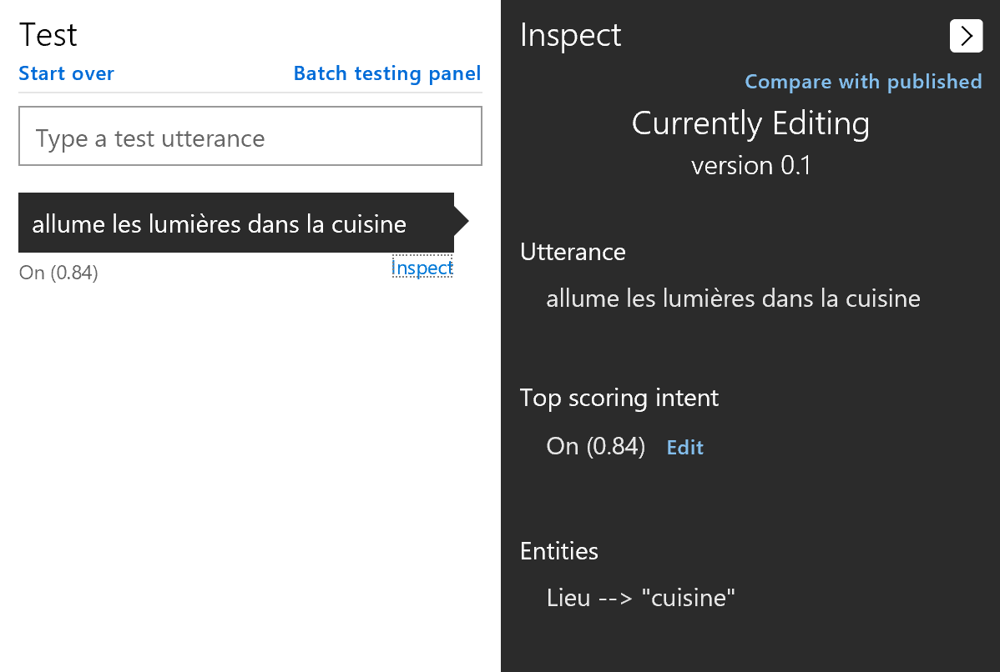 Test
Start over
Batch testing panel
Type a test utterance
allume les lumières dans la cuisine
On (0.84)
Inspect
Inspect
Compare with published
Currently Editing
version 0.1
Utterance
allume les lumières dans la cuisine
Top scoring intent
On (0.84) Edit
Entities
Lieu --> "cuisine"